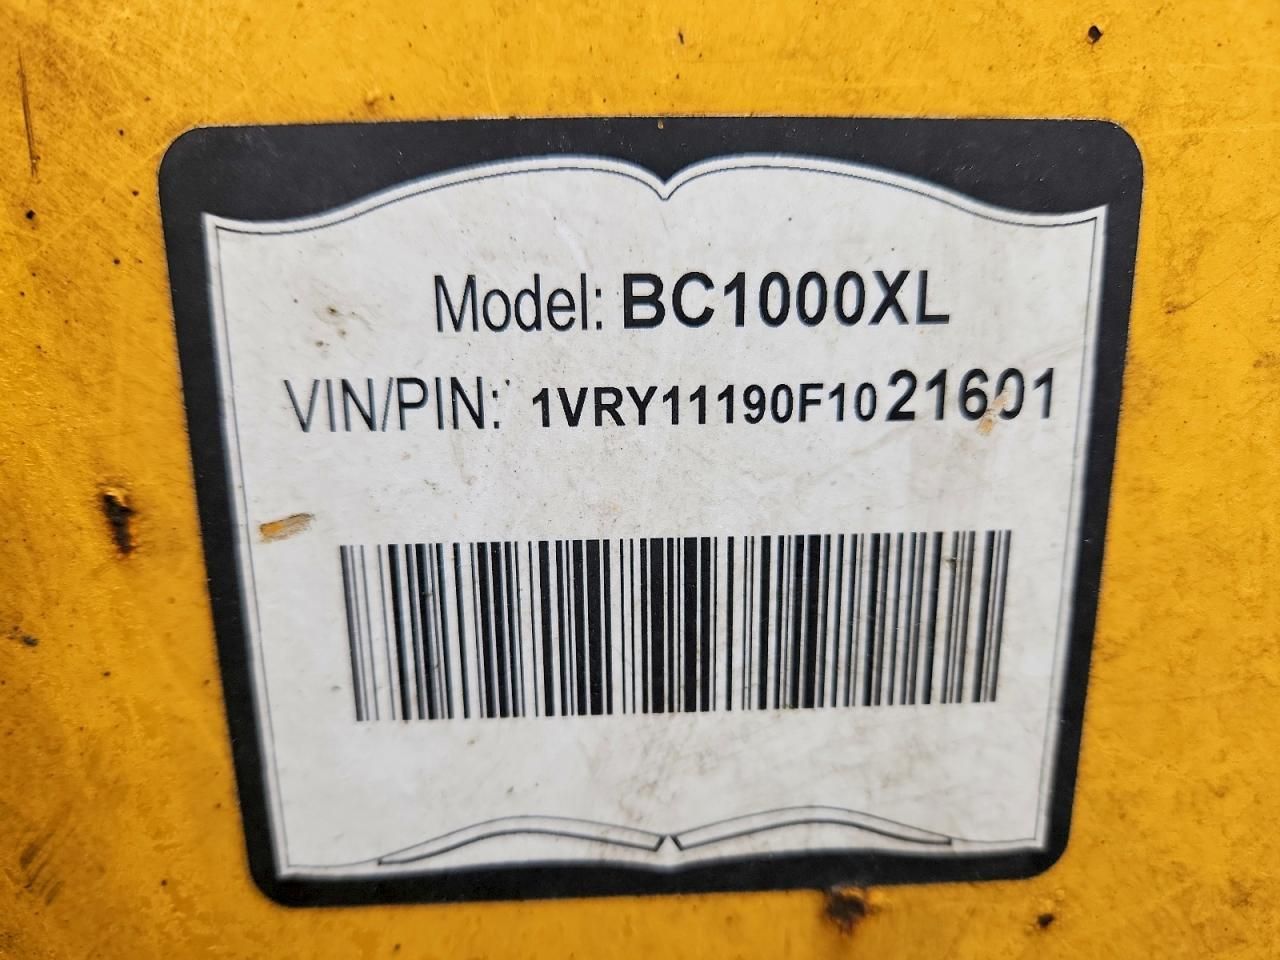 Model: BC1000XL
VIN/PIN: 1VRY11190F1021601